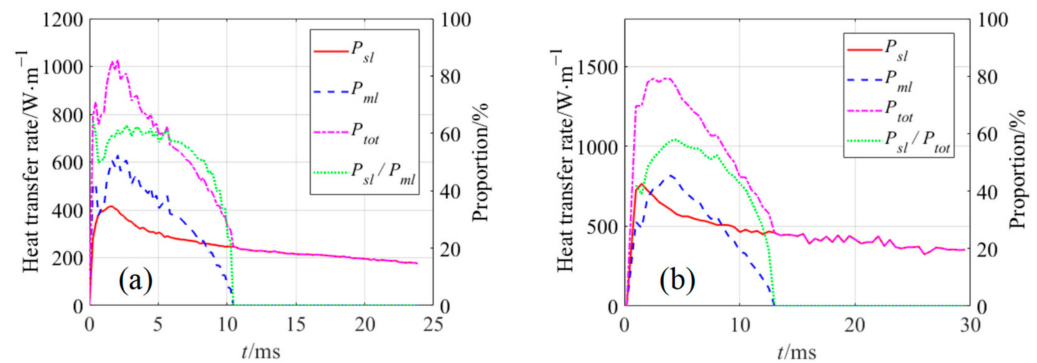 1200
1000
800
600
400
200
0
Heat transfer rate/W·m⁻¹
100
80
60
40
20
0
Proportion/%
0 5 10 15 20 25
t/ms
P_sl
P_ml
P_tot
P_sl / P_ml
(a)
1500
1000
500
0
Heat transfer rate/W·m⁻¹
100
80
60
40
20
0
Proportion/%
0 10 20 30
t/ms
P_sl
P_ml
P_tot
P_sl / P_tot
(b)